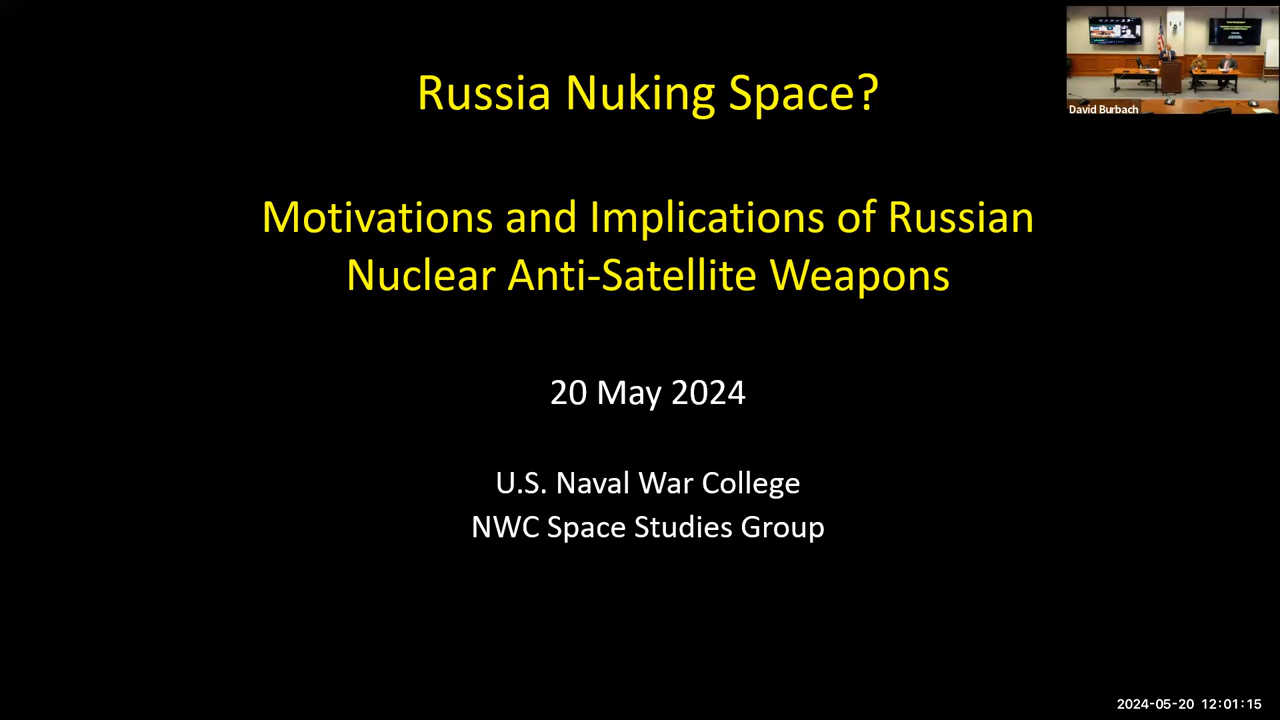 Russia Nuking Space?
David Burbach
Motivations and Implications of Russian
Nuclear Anti-Satellite Weapons
20 May 2024
U.S. Naval War College
NWC Space Studies Group
2024-05-20 12:01:15